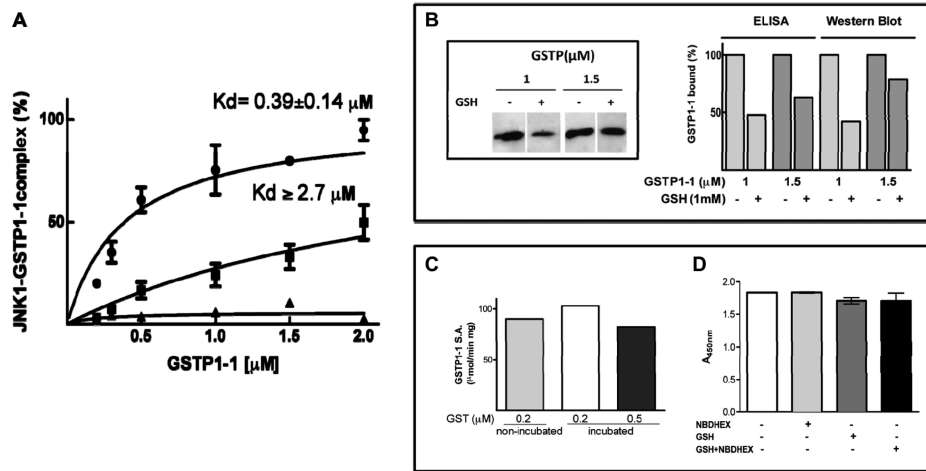 A
JNK1-GSTP1-1complex (%)
100
50
Kd= 0.39±0.14 µM
Kd ≥ 2.7 µM
0.5
1.0
1.5
2.0
GSTP1-1 [µM]
B
GSTP(µM)
1
1.5
GSH
- + - +
ELISA
Western Blot
GSTP1-1 bound (%)
100
50
GSTP1-1 (µM)
1 1.5 1 1.5
GSH (1mM) - + - + - + - +
C
GSTP1-1 S.A.
(µmol/min mg)
100
50
GST (µM)
0.2 0.2 0.5
non-incubated
incubated
D
A450nm
2.0
1.5
1.0
0.5
0.0
NBDHEX - + - -
GSH - - + -
GSH+NBDHEX - - - +